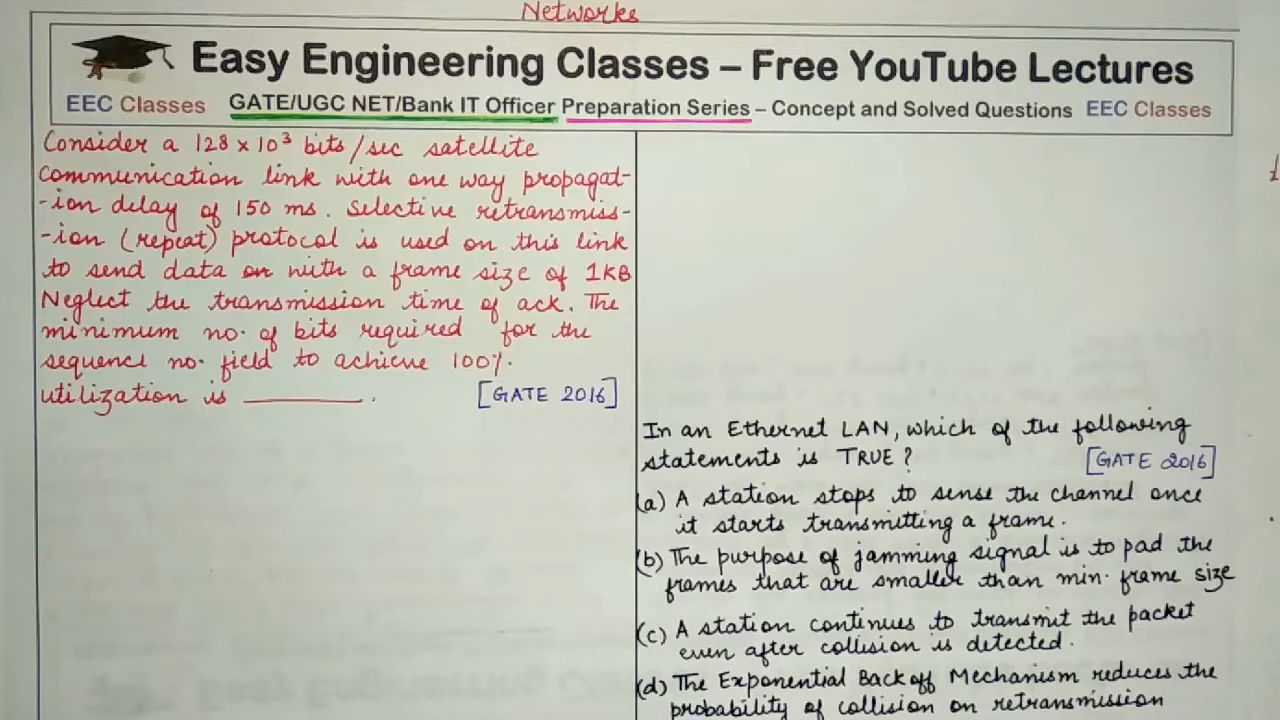 Networks
Easy Engineering Classes – Free YouTube Lectures
EEC Classes GATE/UGC NET/Bank IT Officer Preparation Series – Concept and Solved Questions EEC Classes
Consider a 128 × 10³ bits/sec satellite
communication link with one way propagat-
-ion delay of 150 ms. Selective retransmiss-
-ion (repeat) protocol is used on this link
to send data with a frame size of 1KB
Neglect the transmission time of ack. The
minimum no. of bits required for the
sequence no. field to achieve 100%.
utilization is ________.
[GATE 2016]
In an Ethernet LAN, which of the following
statements is TRUE?
[GATE 2016]
(a) A station stops to sense the channel once
it starts transmitting a frame.
(b) The purpose of jamming signal is to pad the
frames that are smaller than min. frame size
(c) A station continues to transmit the packet
even after collision is detected.
(d) The Exponential Back off Mechanism reduces the
probability of collision on retransmission